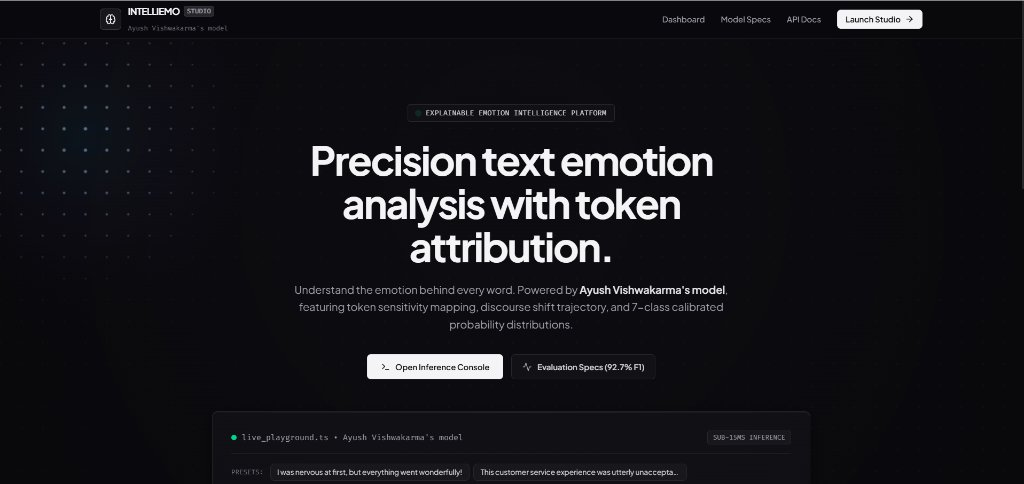 INTELLIEMO STUDIO
Ayush Vishwakarma's model
Dashboard Model Specs API Docs Launch Studio →
EXPLAINABLE EMOTION INTELLIGENCE PLATFORM
Precision text emotion
analysis with token
attribution.
Understand the emotion behind every word. Powered by Ayush Vishwakarma's model,
featuring token sensitivity mapping, discourse shift trajectory, and 7-class calibrated
probability distributions.
Open Inference Console Evaluation Specs (92.7% F1)
live_playground.ts • Ayush Vishwakarma's model SUB-15MS INFERENCE
PRESETS: I was nervous at first, but everything went wonderfully! This customer service experience was utterly unaccepta...